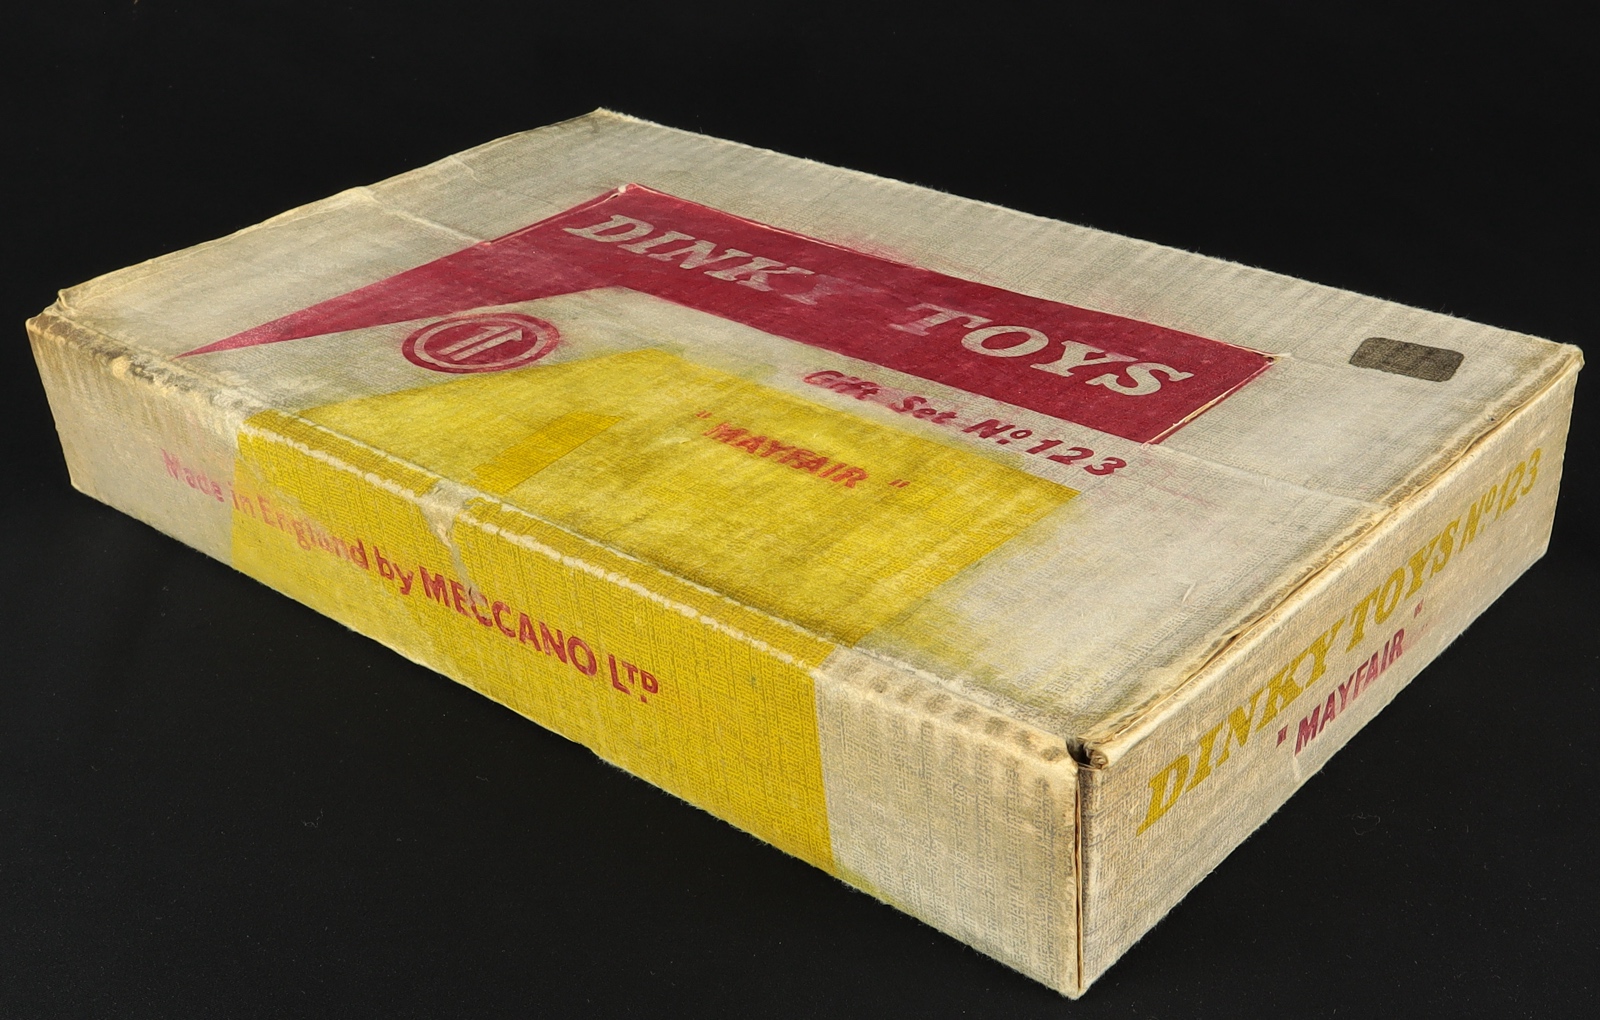 DINKY TOYS
Gift Set Nº 123
"MAYFAIR"
Made in England by MECCANO LTD.
DINKY TOYS Nº 123
"MAYFAIR"